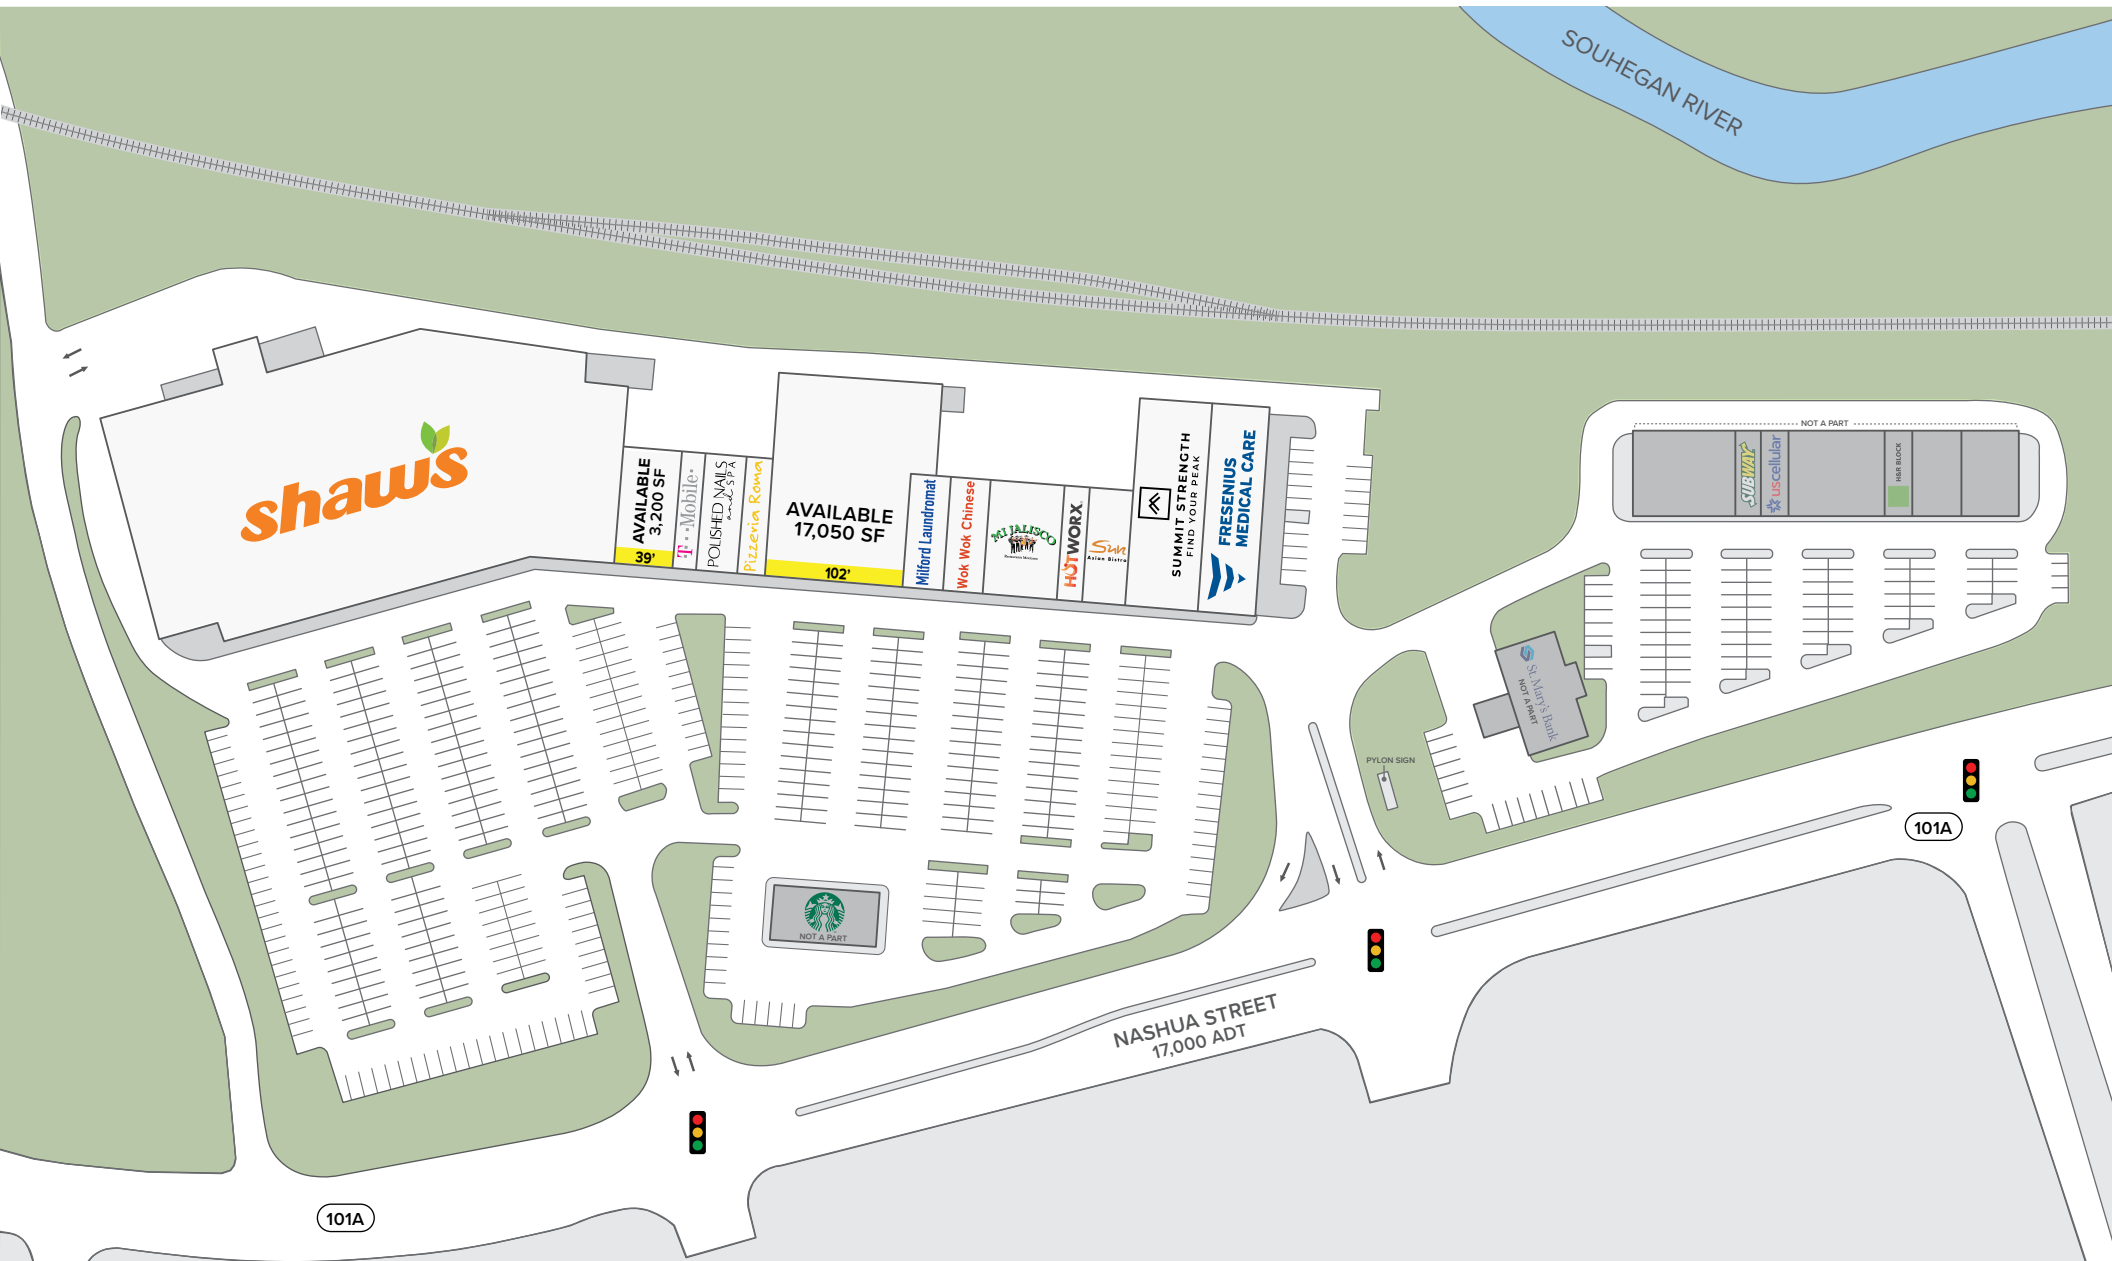 SOUHEGAN RIVER
shaw's
AVAILABLE
3,200 SF
39'
T··Mobile·
POLISHED NAILS
and SPA
Pizzeria Roma
AVAILABLE
17,050 SF
102'
Milford Laundromat
Wok Wok Chinese
MI JALISCO
HOTWORX
Sun
Asian Bistro
SUMMIT STRENGTH
FIND YOUR PEAK
FRESENIUS
MEDICAL CARE
NOT A PART
SUBWAY
uscellular
H&R BLOCK
St. Mary's Bank
NOT A PART
PYLON SIGN
NOT A PART
101A
NASHUA STREET
17,000 ADT
101A